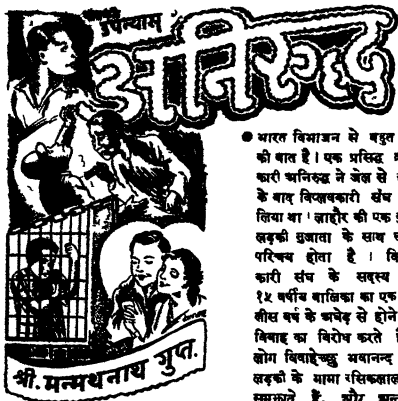 उपन्यास
अनिरुद्ध
श्री. मन्मथनाथ गुप्त.
● भारत विभाजन से बहुत
की बात है। एक प्रसिद्ध
कारी अनिरुद्ध ने जेल से
के बाद विप्लवकारी संघ
लिया था। लाहौर की एक
लड़की सुजाता के साथ
परिचय होता है।
कारी संघ के सदस्य
१५ वर्षीय बालिका का एक
लीस वर्ष के अधेड़ से होने
विवाह का विरोध करते
लोग विवाहेच्छु भवानन्द
लड़की के मामा रसिकलाल
समझाते हैं, और